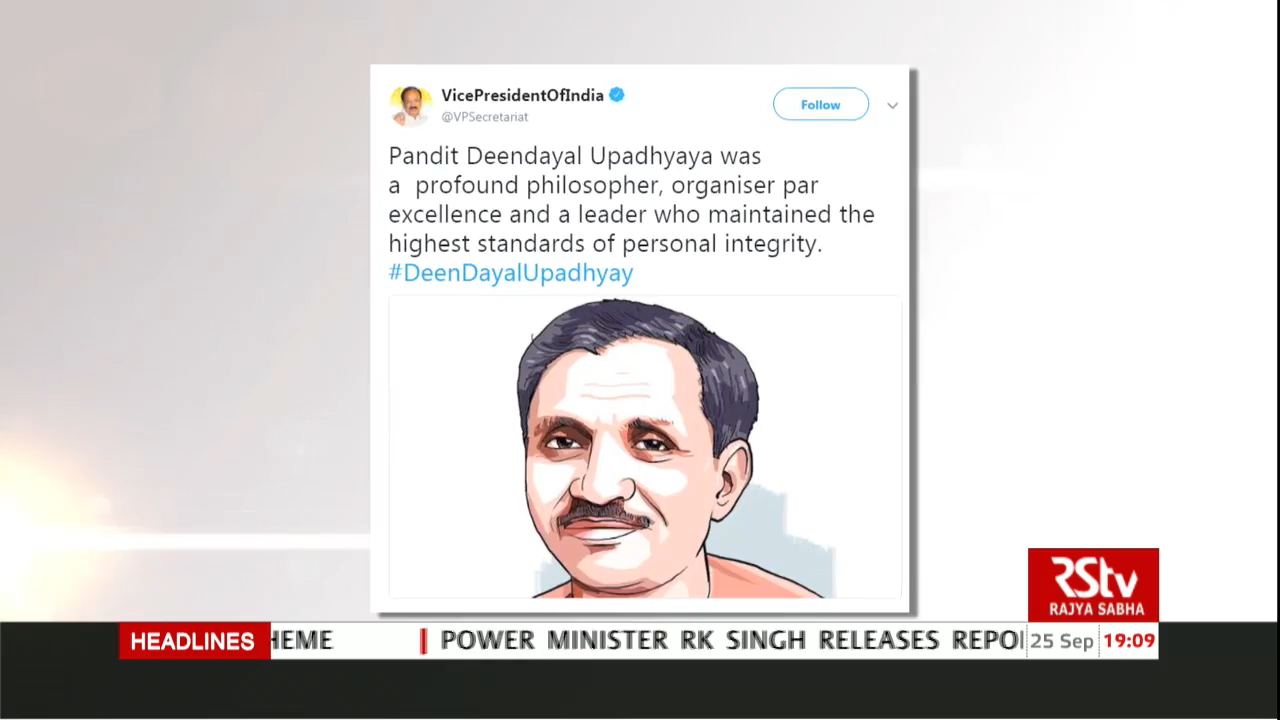 VicePresidentOfIndia
@VPSecretariat
Follow
Pandit Deendayal Upadhyaya was
a profound philosopher, organiser par
excellence and a leader who maintained the
highest standards of personal integrity.
#DeenDayalUpadhyay
RSTV
RAJYA SABHA
HEADLINES
HEME
POWER MINISTER RK SINGH RELEASES REPO
25 Sep
19:09